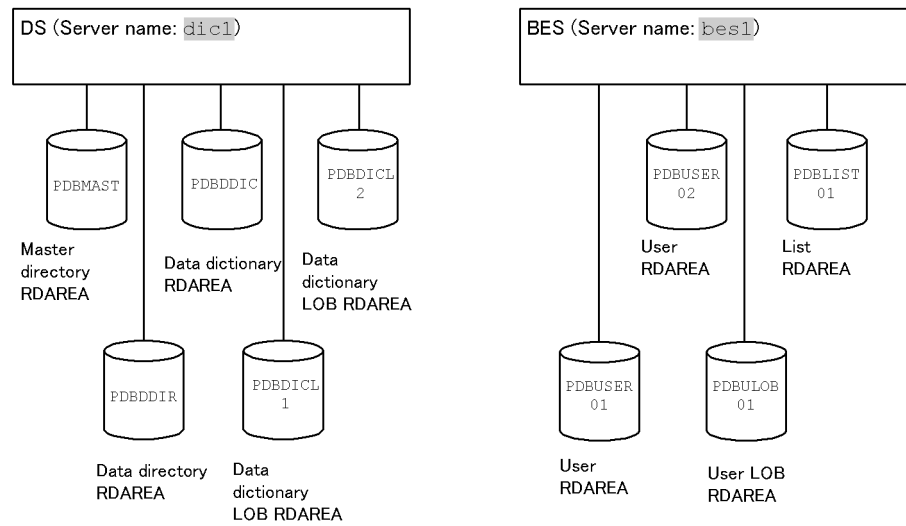 DS (Server name: dic1)
BES (Server name: bes1)
PDBMAST
Master
directory
RDAREA
PDBDDIC
Data dictionary
RDAREA
PDBDICL
2
Data
dictionary
LOB RDAREA
PDBUSER
02
User
RDAREA
PDBLIST
01
List
RDAREA
PDBDDIR
Data directory
RDAREA
PDBDICL
1
Data
dictionary
LOB RDAREA
PDBUSER
01
User
RDAREA
PDBULOB
01
User LOB
RDAREA